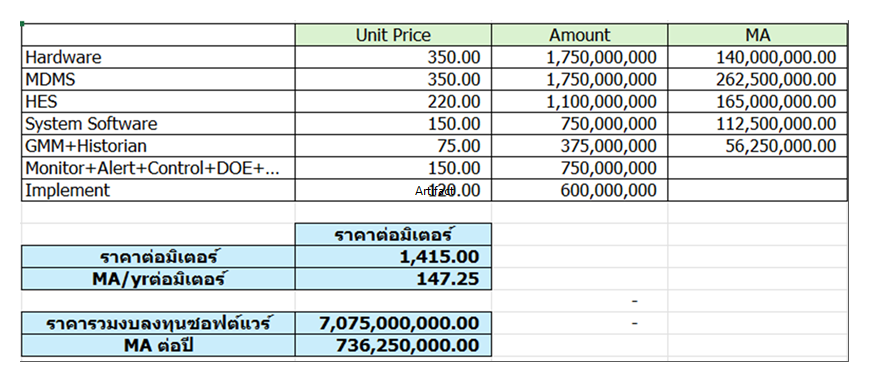 Unit Price Amount MA
Hardware 350.00 1,750,000,000 140,000,000.00
MDMS 350.00 1,750,000,000 262,500,000.00
HES 220.00 1,100,000,000 165,000,000.00
System Software 150.00 750,000,000 112,500,000.00
GMM+Historian 75.00 375,000,000 56,250,000.00
Monitor+Alert+Control+DOE+... 150.00 750,000,000
Implement 120.00 600,000,000
ราคาต่อมิเตอร์
ราคาต่อมิเตอร์ 1,415.00
MA/yrต่อมิเตอร์ 147.25
-
ราคารวมงบลงทุนซอฟต์แวร์ 7,075,000,000.00 -
MA ต่อปี 736,250,000.00